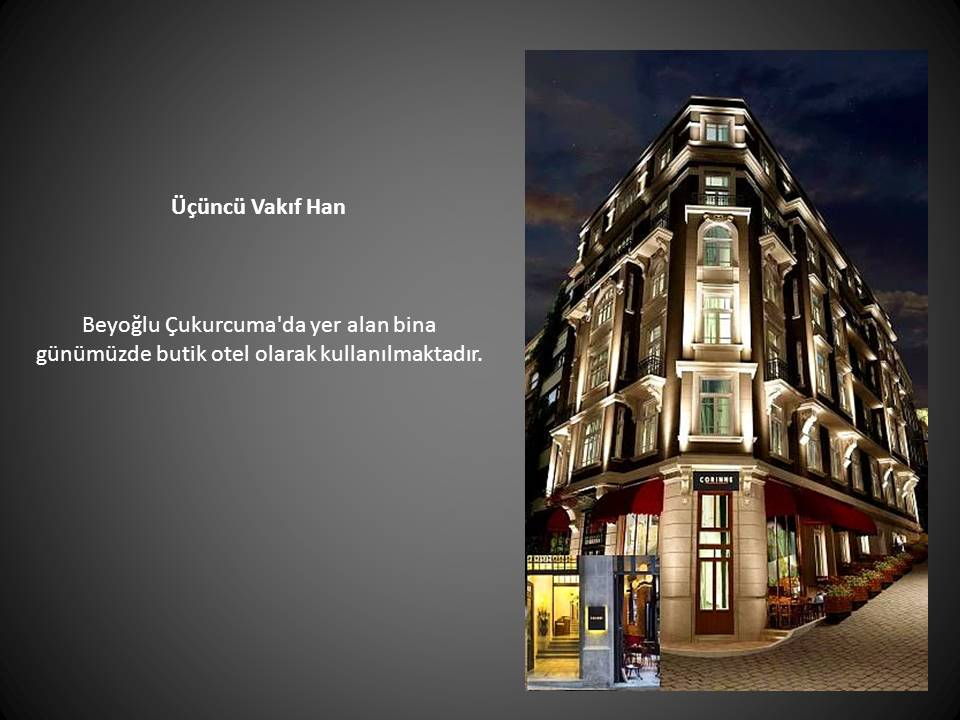 Üçüncü Vakıf Han
Beyoğlu Çukurcuma'da yer alan bina
günümüzde butik otel olarak kullanılmaktadır.
CORINNE